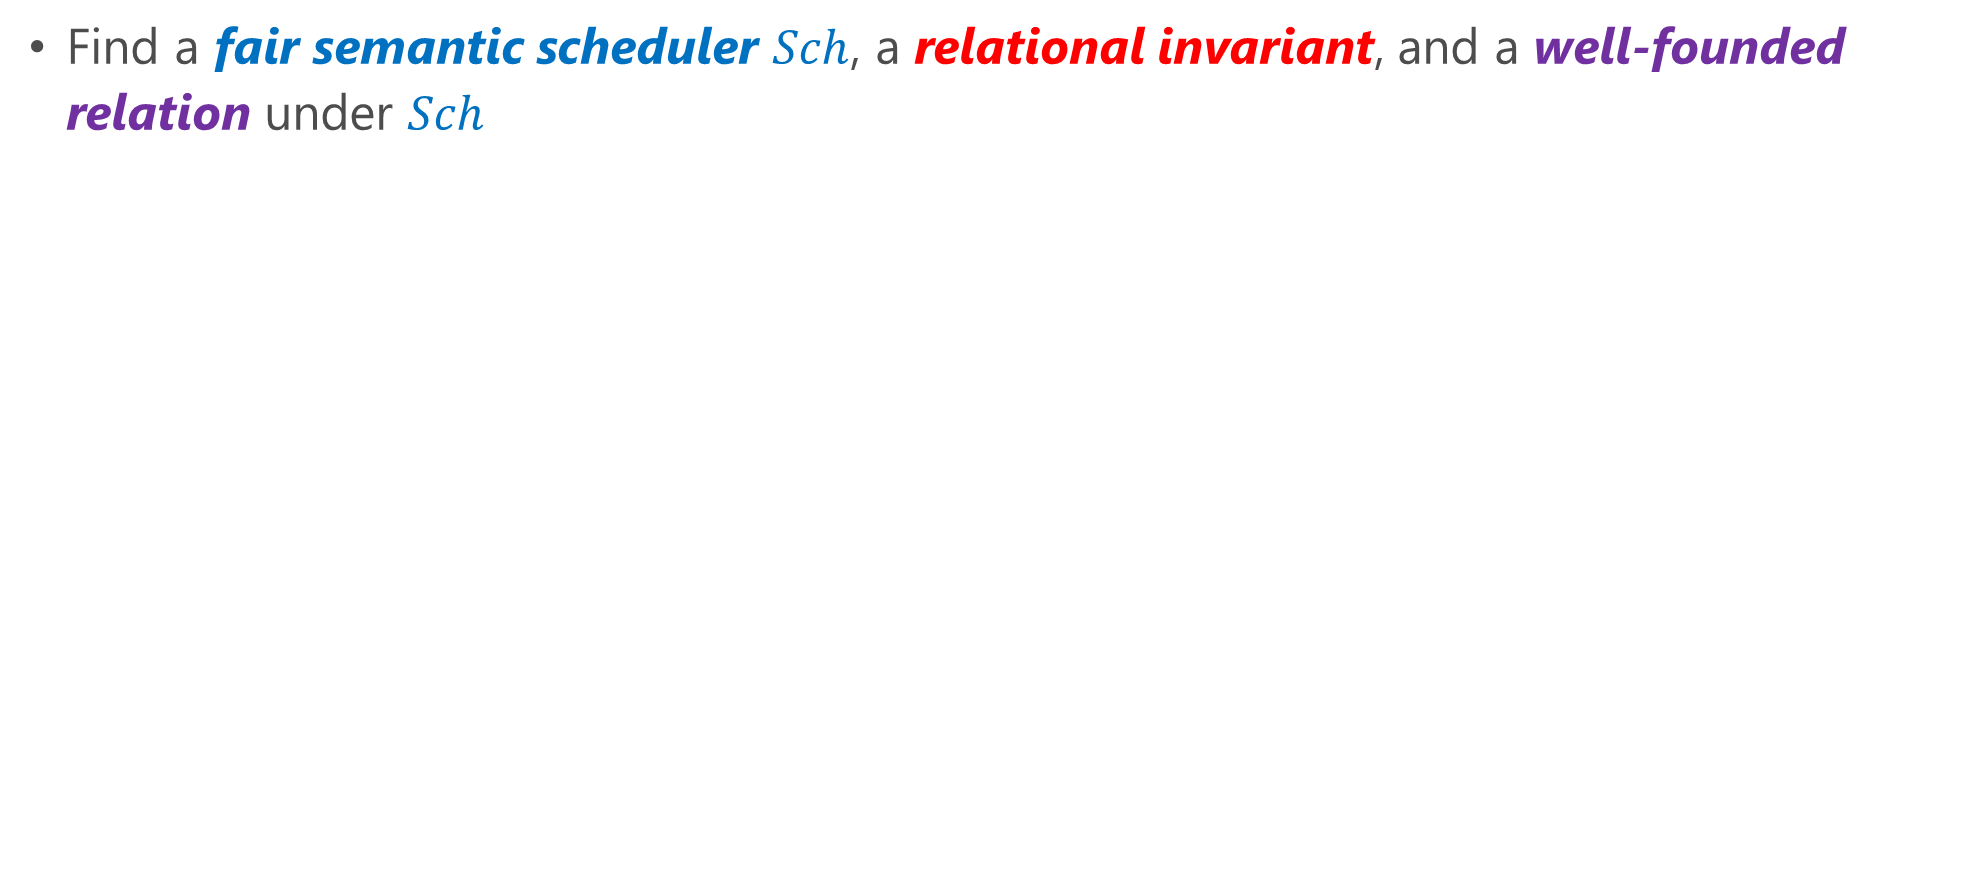 • Find a fair semantic scheduler Sch, a relational invariant, and a well-founded
relation under Sch